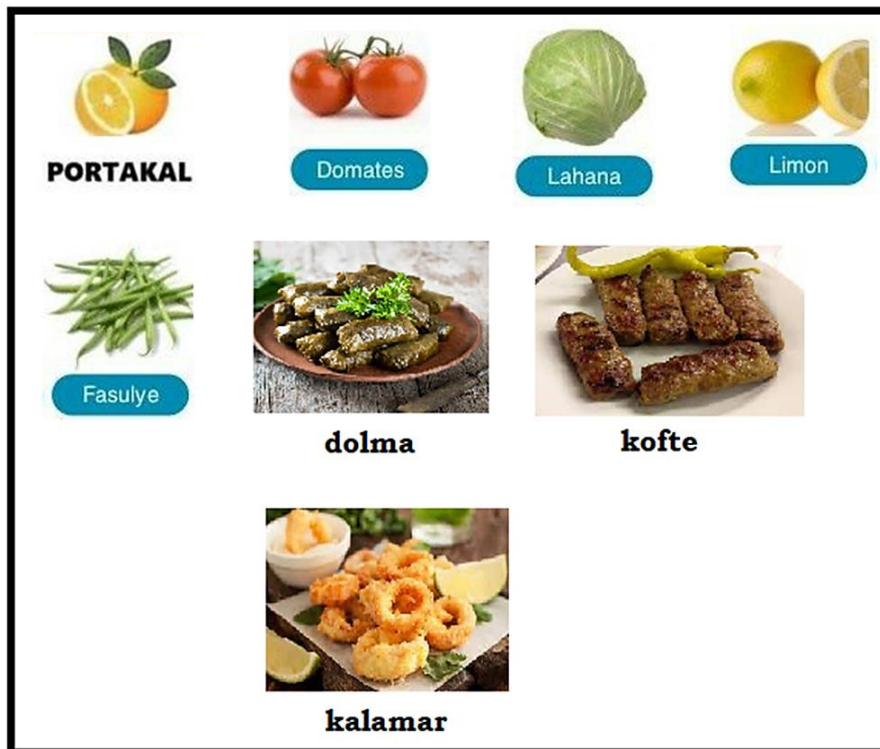 PORTAKAL
Domates
Lahana
Limon
Fasulye
dolma
kofte
kalamar